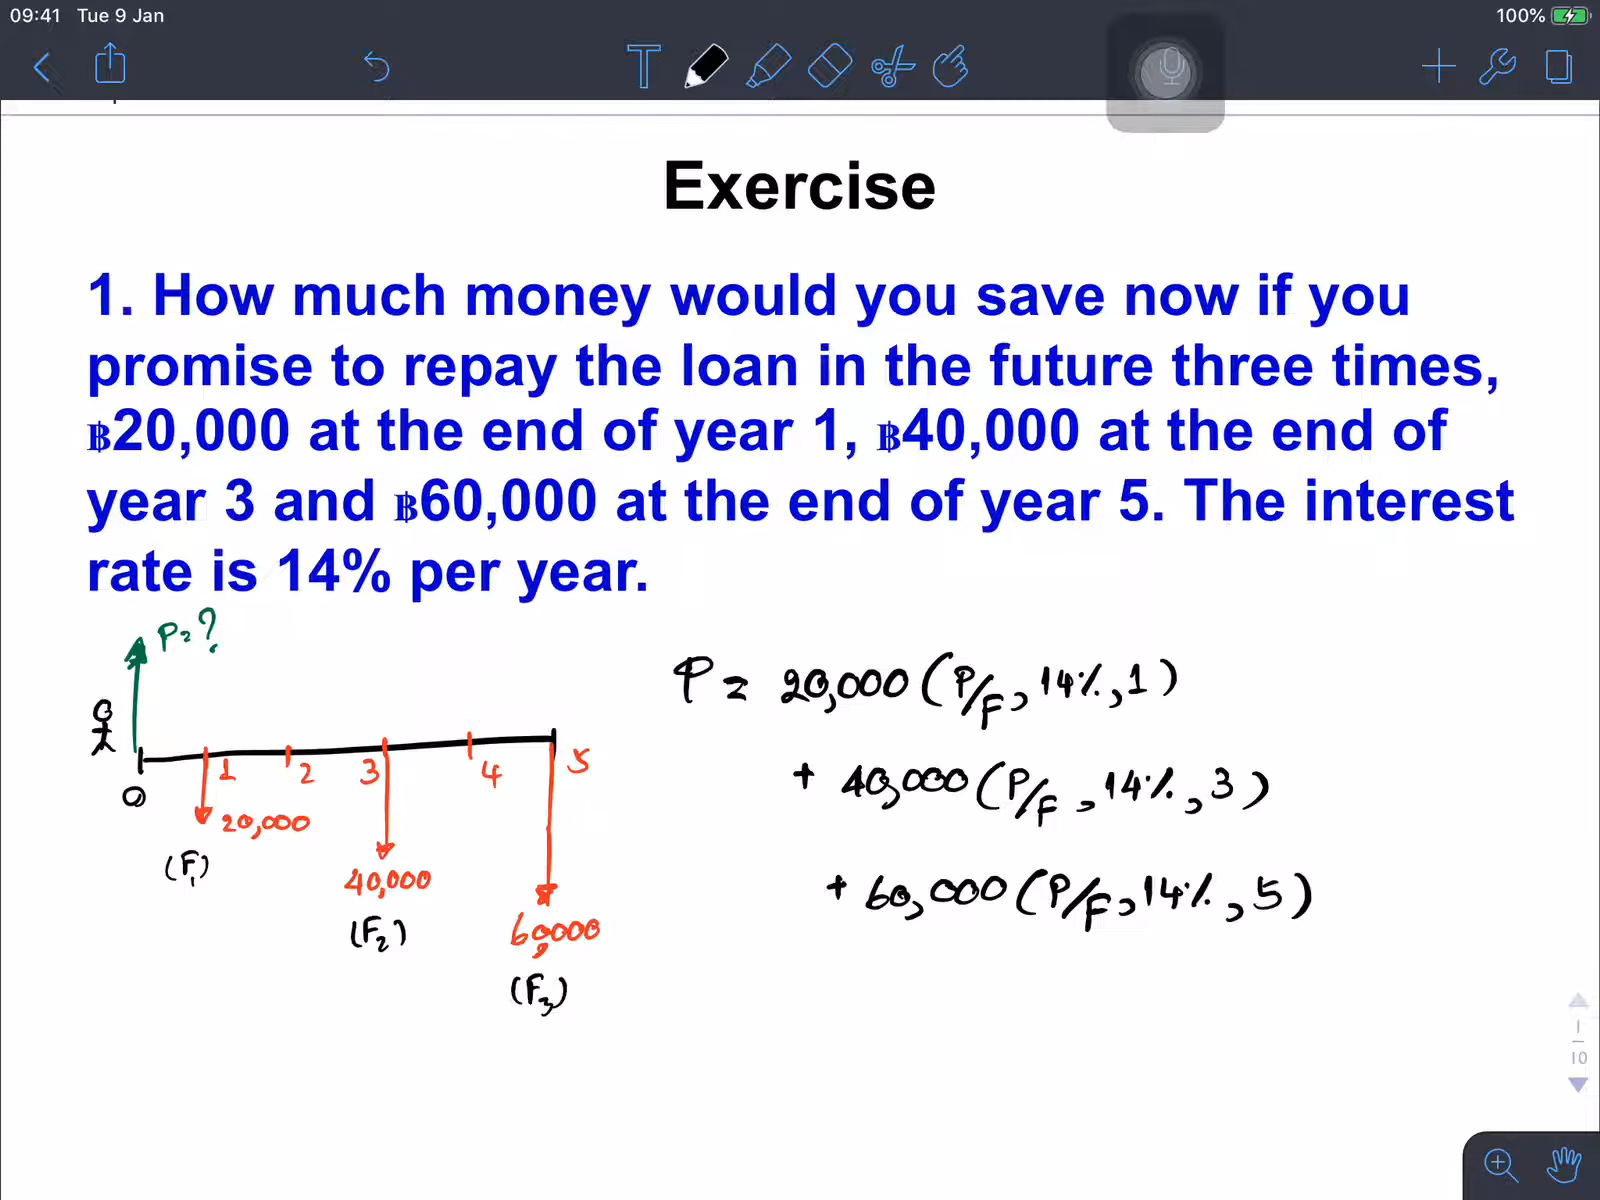 09:41 Tue 9 Jan
100%
Exercise
1. How much money would you save now if you
promise to repay the loan in the future three times,
฿20,000 at the end of year 1, ฿40,000 at the end of
year 3 and ฿60,000 at the end of year 5. The interest
rate is 14% per year.
P=?
0 1 2 3 4 5
20,000
(F1)
40,000
(F2)
60,000
(F3)
P = 20,000 (P/F, 14%, 1)
+ 40,000 (P/F, 14%, 3)
+ 60,000 (P/F, 14%, 5)
1
10